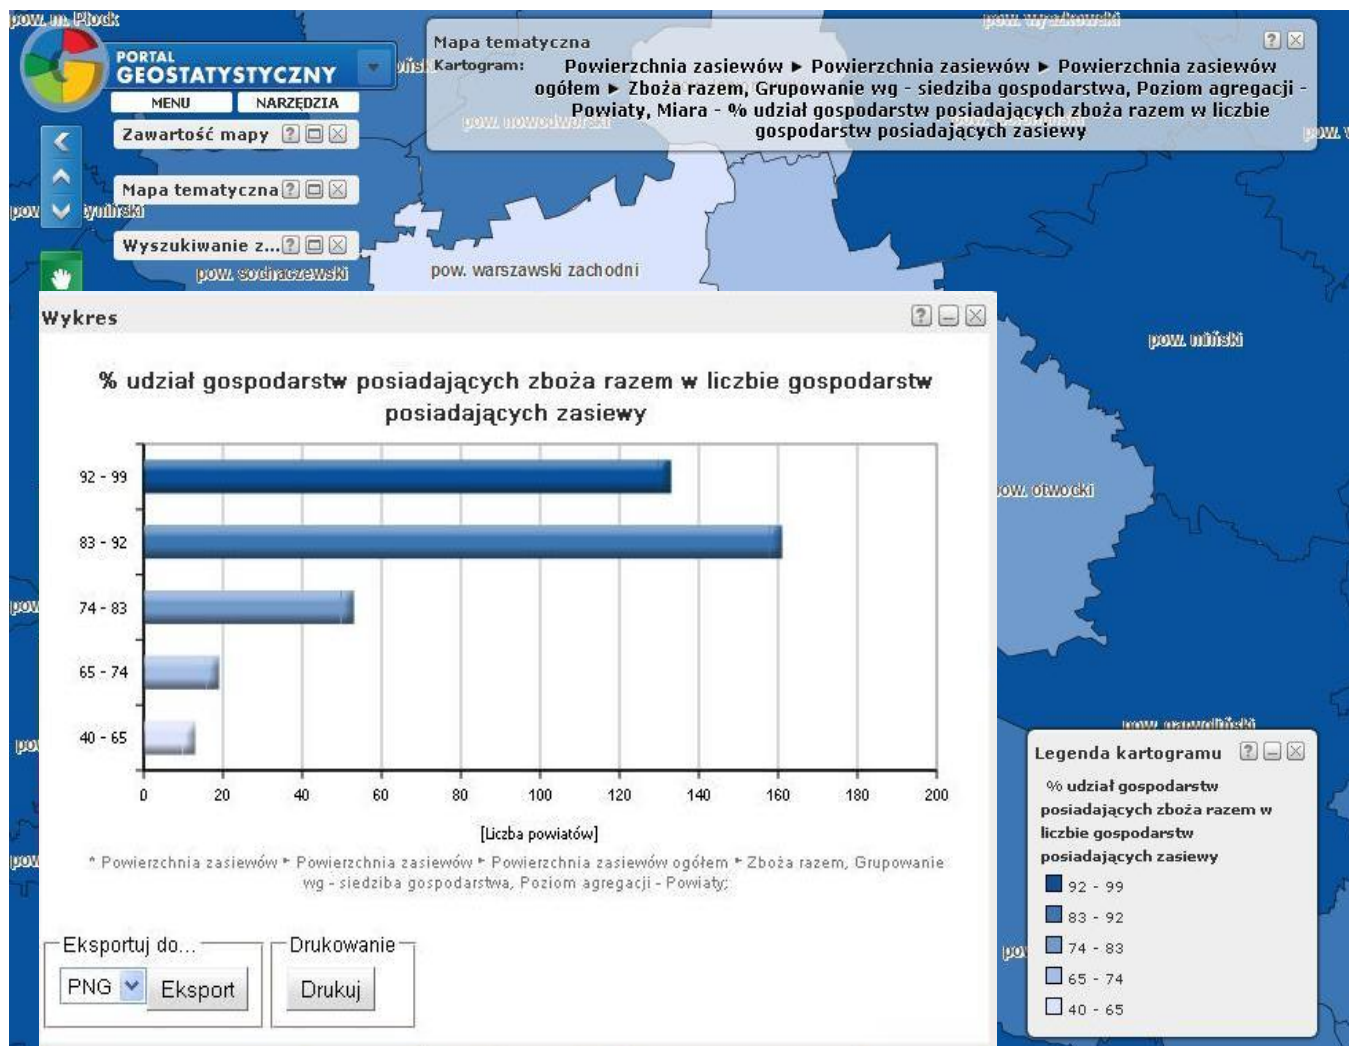 pow. m. Płock
pow. wyszkowski
PORTAL
GEOSTATYSTYCZNY
MENU
NARZĘDZIA
Zawartość mapy
Mapa tematyczna
Wyszukiwanie z...
Mapa tematyczna
Kartogram:
Powierzchnia zasiewów ► Powierzchnia zasiewów ► Powierzchnia zasiewów
ogółem ► Zboża razem, Grupowanie wg - siedziba gospodarstwa, Poziom agregacji -
Powiaty, Miara - % udział gospodarstw posiadających zboża razem w liczbie
gospodarstw posiadających zasiewy
pow. nowodworski
pow. sochaczewski
pow. warszawski zachodni
pow. miński
pow. otwocki
pow. garwoliński
Wykres
% udział gospodarstw posiadających zboża razem w liczbie gospodarstw
posiadających zasiewy
92 - 99
83 - 92
74 - 83
65 - 74
40 - 65
0 20 40 60 80 100 120 140 160 180 200
[Liczba powiatów]
* Powierzchnia zasiewów ► Powierzchnia zasiewów ► Powierzchnia zasiewów ogółem ► Zboża razem, Grupowanie
wg - siedziba gospodarstwa, Poziom agregacji - Powiaty;
Eksportuj do...
PNG
Eksport
Drukowanie
Drukuj
Legenda kartogramu
% udział gospodarstw
posiadających zboża razem w
liczbie gospodarstw
posiadających zasiewy
92 - 99
83 - 92
74 - 83
65 - 74
40 - 65